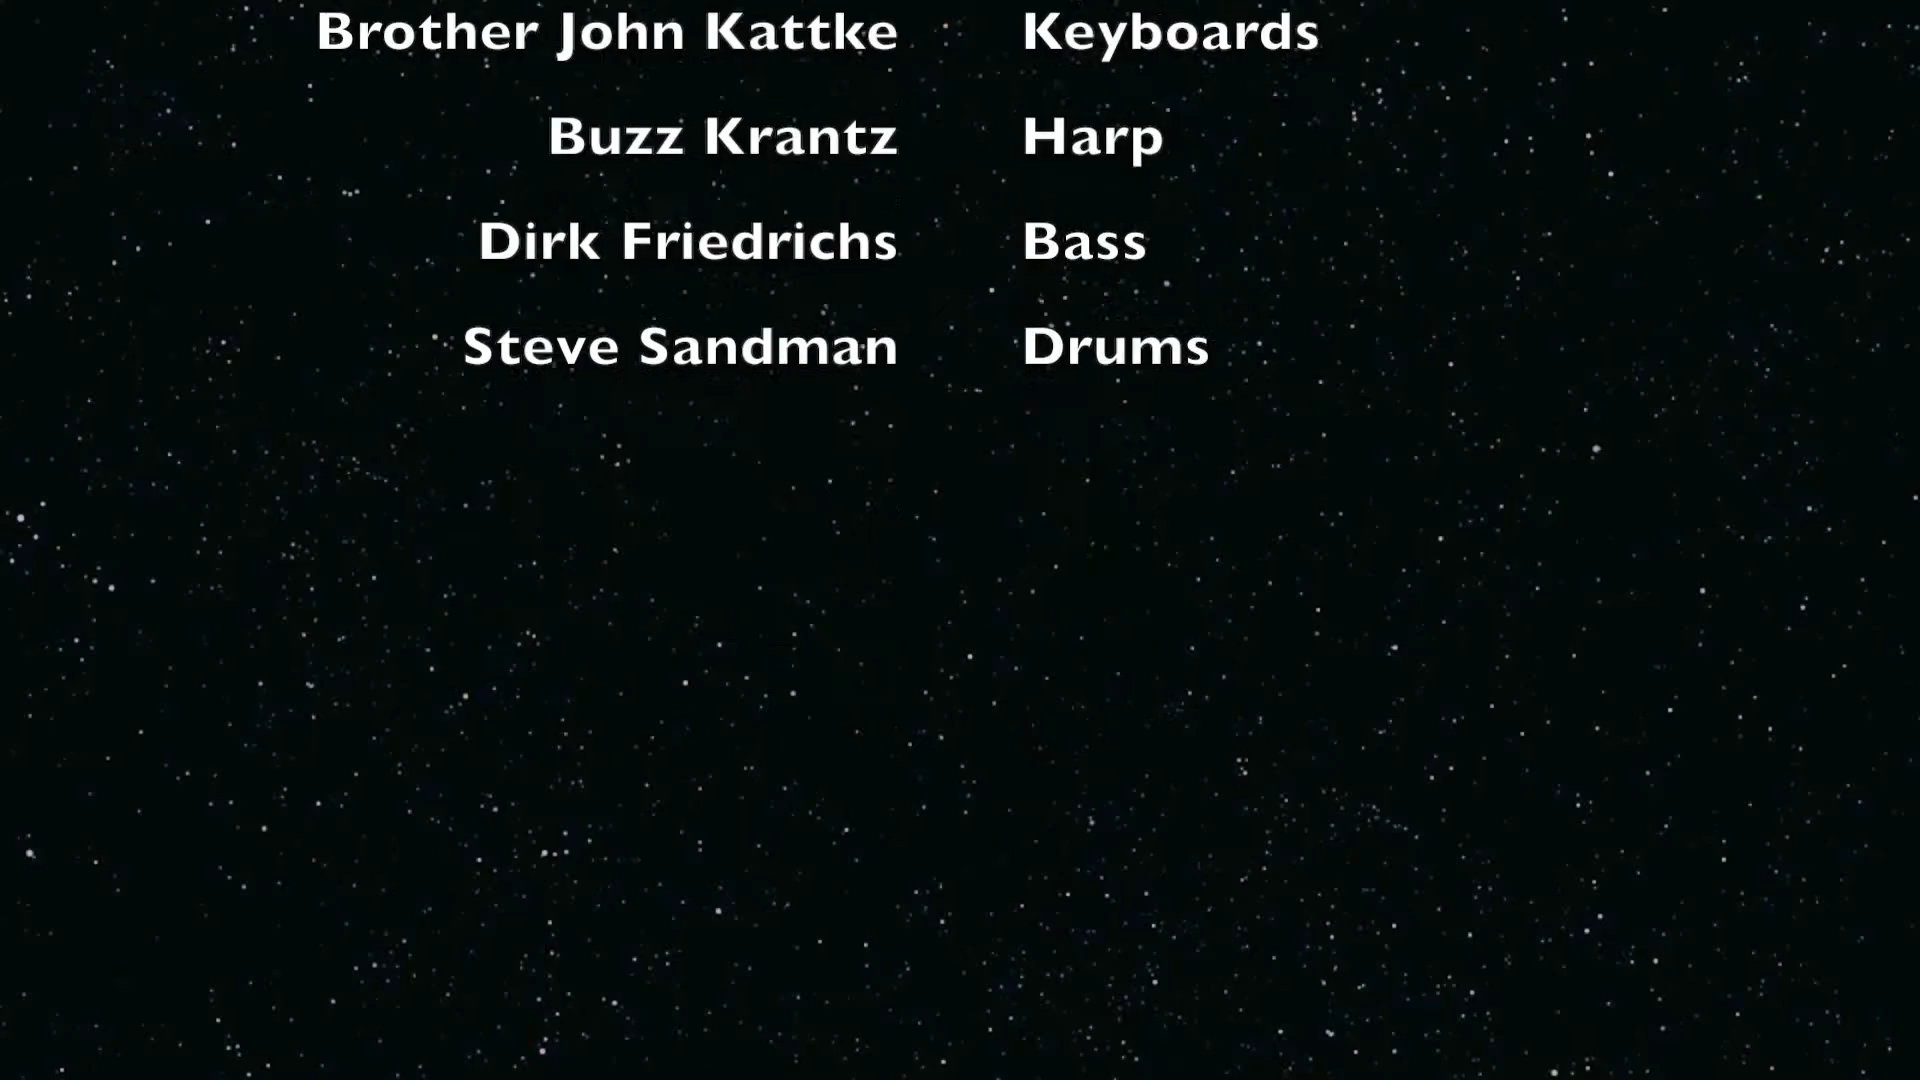 Brother John Kattke Keyboards
Buzz Krantz Harp
Dirk Friedrichs Bass
Steve Sandman Drums